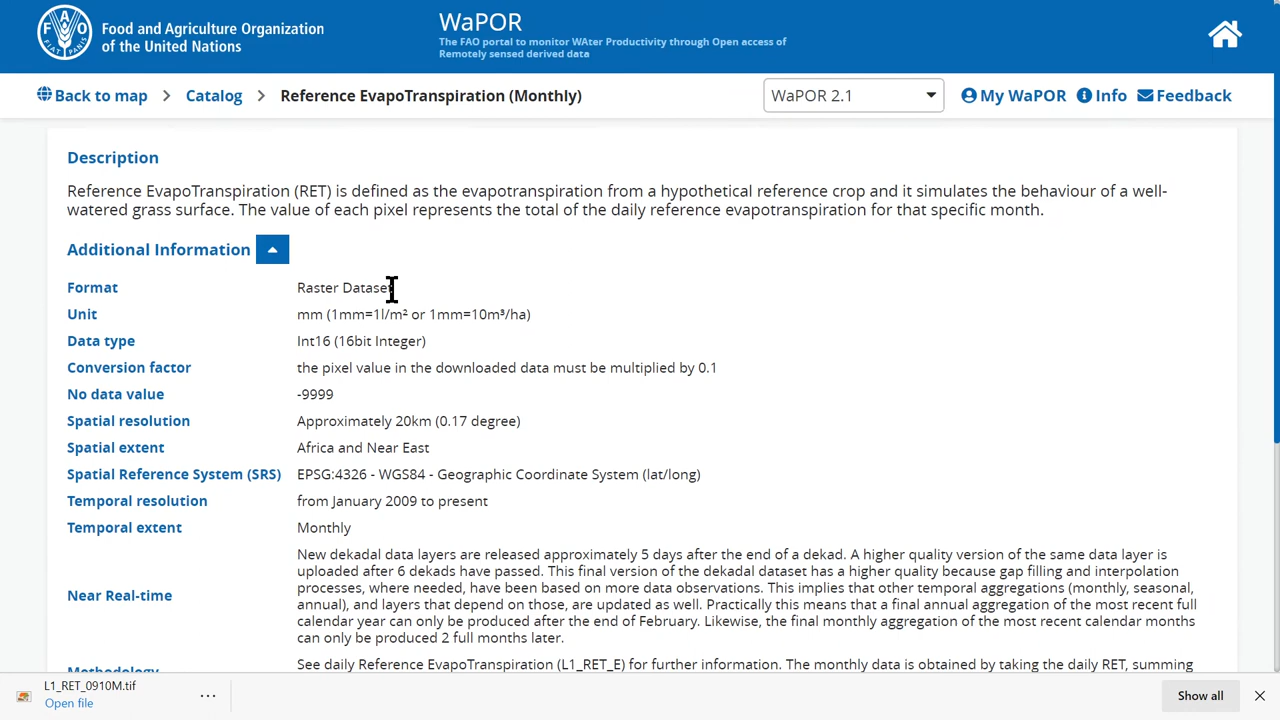 Food and Agriculture Organization
of the United Nations
WaPOR
The FAO portal to monitor WAter Productivity through Open access of
Remotely sensed derived data
Back to map > Catalog > Reference EvapoTranspiration (Monthly)
WaPOR 2.1
My WaPOR Info Feedback
Description
Reference EvapoTranspiration (RET) is defined as the evapotranspiration from a hypothetical reference crop and it simulates the behaviour of a well-
watered grass surface. The value of each pixel represents the total of the daily reference evapotranspiration for that specific month.
Additional Information
Format Raster Dataset
Unit mm (1mm=1l/m² or 1mm=10m³/ha)
Data type Int16 (16bit Integer)
Conversion factor the pixel value in the downloaded data must be multiplied by 0.1
No data value -9999
Spatial resolution Approximately 20km (0.17 degree)
Spatial extent Africa and Near East
Spatial Reference System (SRS) EPSG:4326 - WGS84 - Geographic Coordinate System (lat/long)
Temporal resolution from January 2009 to present
Temporal extent Monthly
Near Real-time
New dekadal data layers are released approximately 5 days after the end of a dekad. A higher quality version of the same data layer is
uploaded after 6 dekads have passed. This final version of the dekadal dataset has a higher quality because gap filling and interpolation
processes, where needed, have been based on more data observations. This implies that other temporal aggregations (monthly, seasonal,
annual), and layers that depend on those, are updated as well. Practically this means that a final annual aggregation of the most recent full
calendar year can only be produced after the end of February. Likewise, the final monthly aggregation of the most recent calendar months
can only be produced 2 full months later.
Methodology
See daily Reference EvapoTranspiration (L1_RET_E) for further information. The monthly data is obtained by taking the daily RET, summing
L1_RET_0910M.tif
Open file
Show all